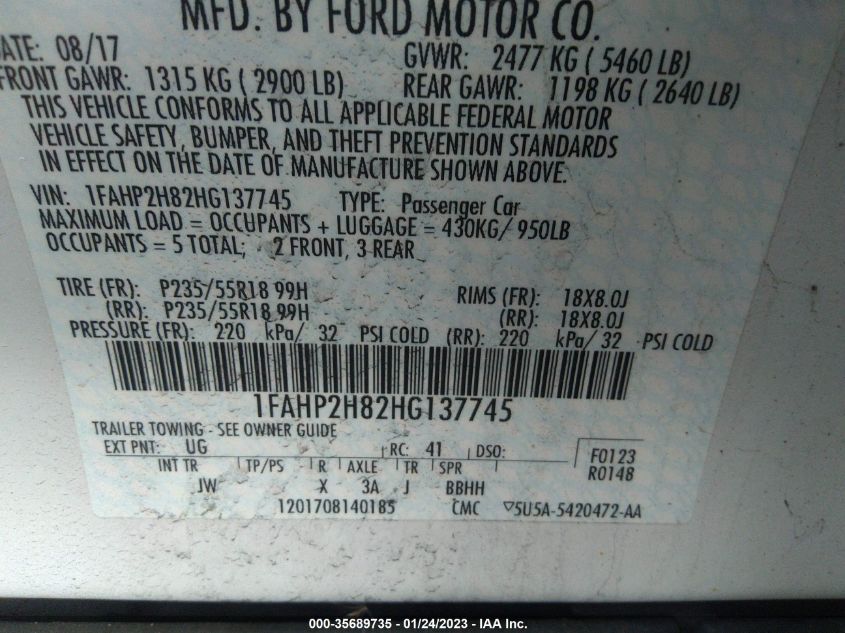 MFD. BY FORD MOTOR CO.
DATE: 08/17 GVWR: 2477 KG ( 5460 LB)
FRONT GAWR: 1315 KG ( 2900 LB) REAR GAWR: 1198 KG ( 2640 LB)
THIS VEHICLE CONFORMS TO ALL APPLICABLE FEDERAL MOTOR
VEHICLE SAFETY, BUMPER, AND THEFT PREVENTION STANDARDS
IN EFFECT ON THE DATE OF MANUFACTURE SHOWN ABOVE.
VIN: 1FAHP2H82HG137745 TYPE: Passenger Car
MAXIMUM LOAD = OCCUPANTS + LUGGAGE = 430KG/ 950LB
OCCUPANTS = 5 TOTAL; 2 FRONT, 3 REAR
TIRE (FR): P235/55R18 99H RIMS (FR): 18X8.0J
(RR): P235/55R18 99H (RR): 18X8.0J
PRESSURE (FR): 220 kPa/ 32 PSI COLD (RR): 220 kPa/ 32 PSI COLD
1FAHP2H82HG137745
TRAILER TOWING - SEE OWNER GUIDE
EXT PNT: UG RC: 41 DSO: F0123
INT TR TP/PS R AXLE TR SPR R0148
JW X 3A J BBHH
1201708140185 CMC ▽5U5A-5420472-AA
000-35689735 - 01/24/2023 - IAA Inc.